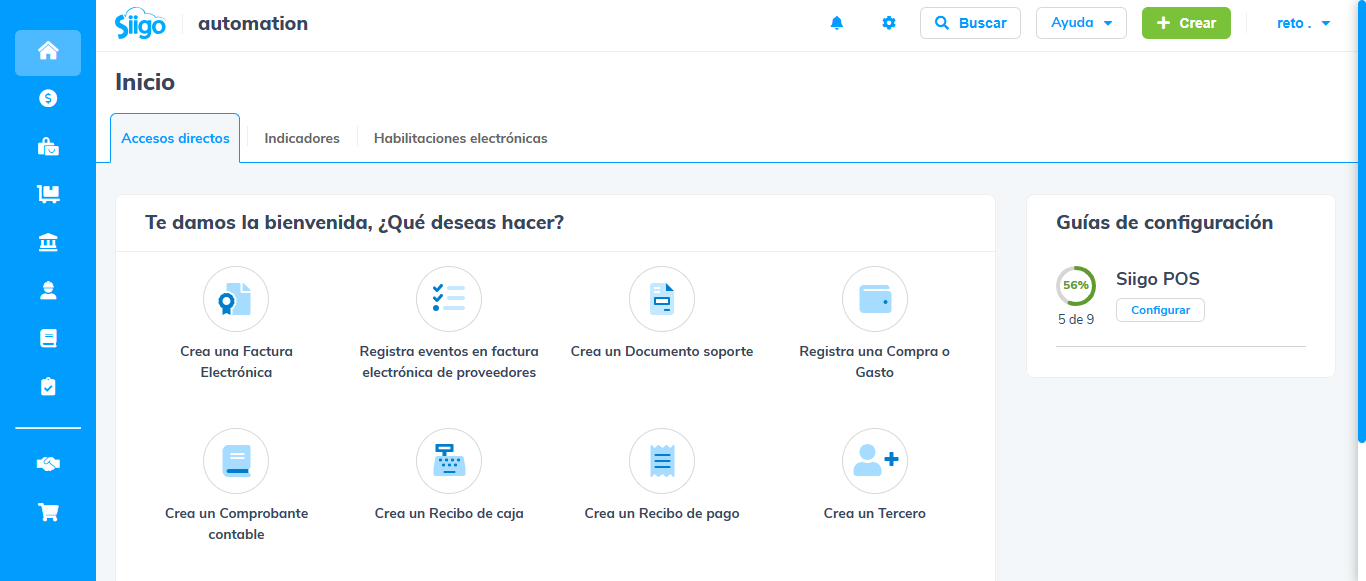 Siigo
automation
Buscar
Ayuda
Crear
reto .
Inicio
Accesos directos
Indicadores
Habilitaciones electrónicas
Te damos la bienvenida, ¿Qué deseas hacer?
Crea una Factura
Electrónica
Registra eventos en factura
electrónica de proveedores
Crea un Documento soporte
Registra una Compra o
Gasto
Crea un Comprobante
contable
Crea un Recibo de caja
Crea un Recibo de pago
Crea un Tercero
Guías de configuración
56%
5 de 9
Siigo POS
Configurar